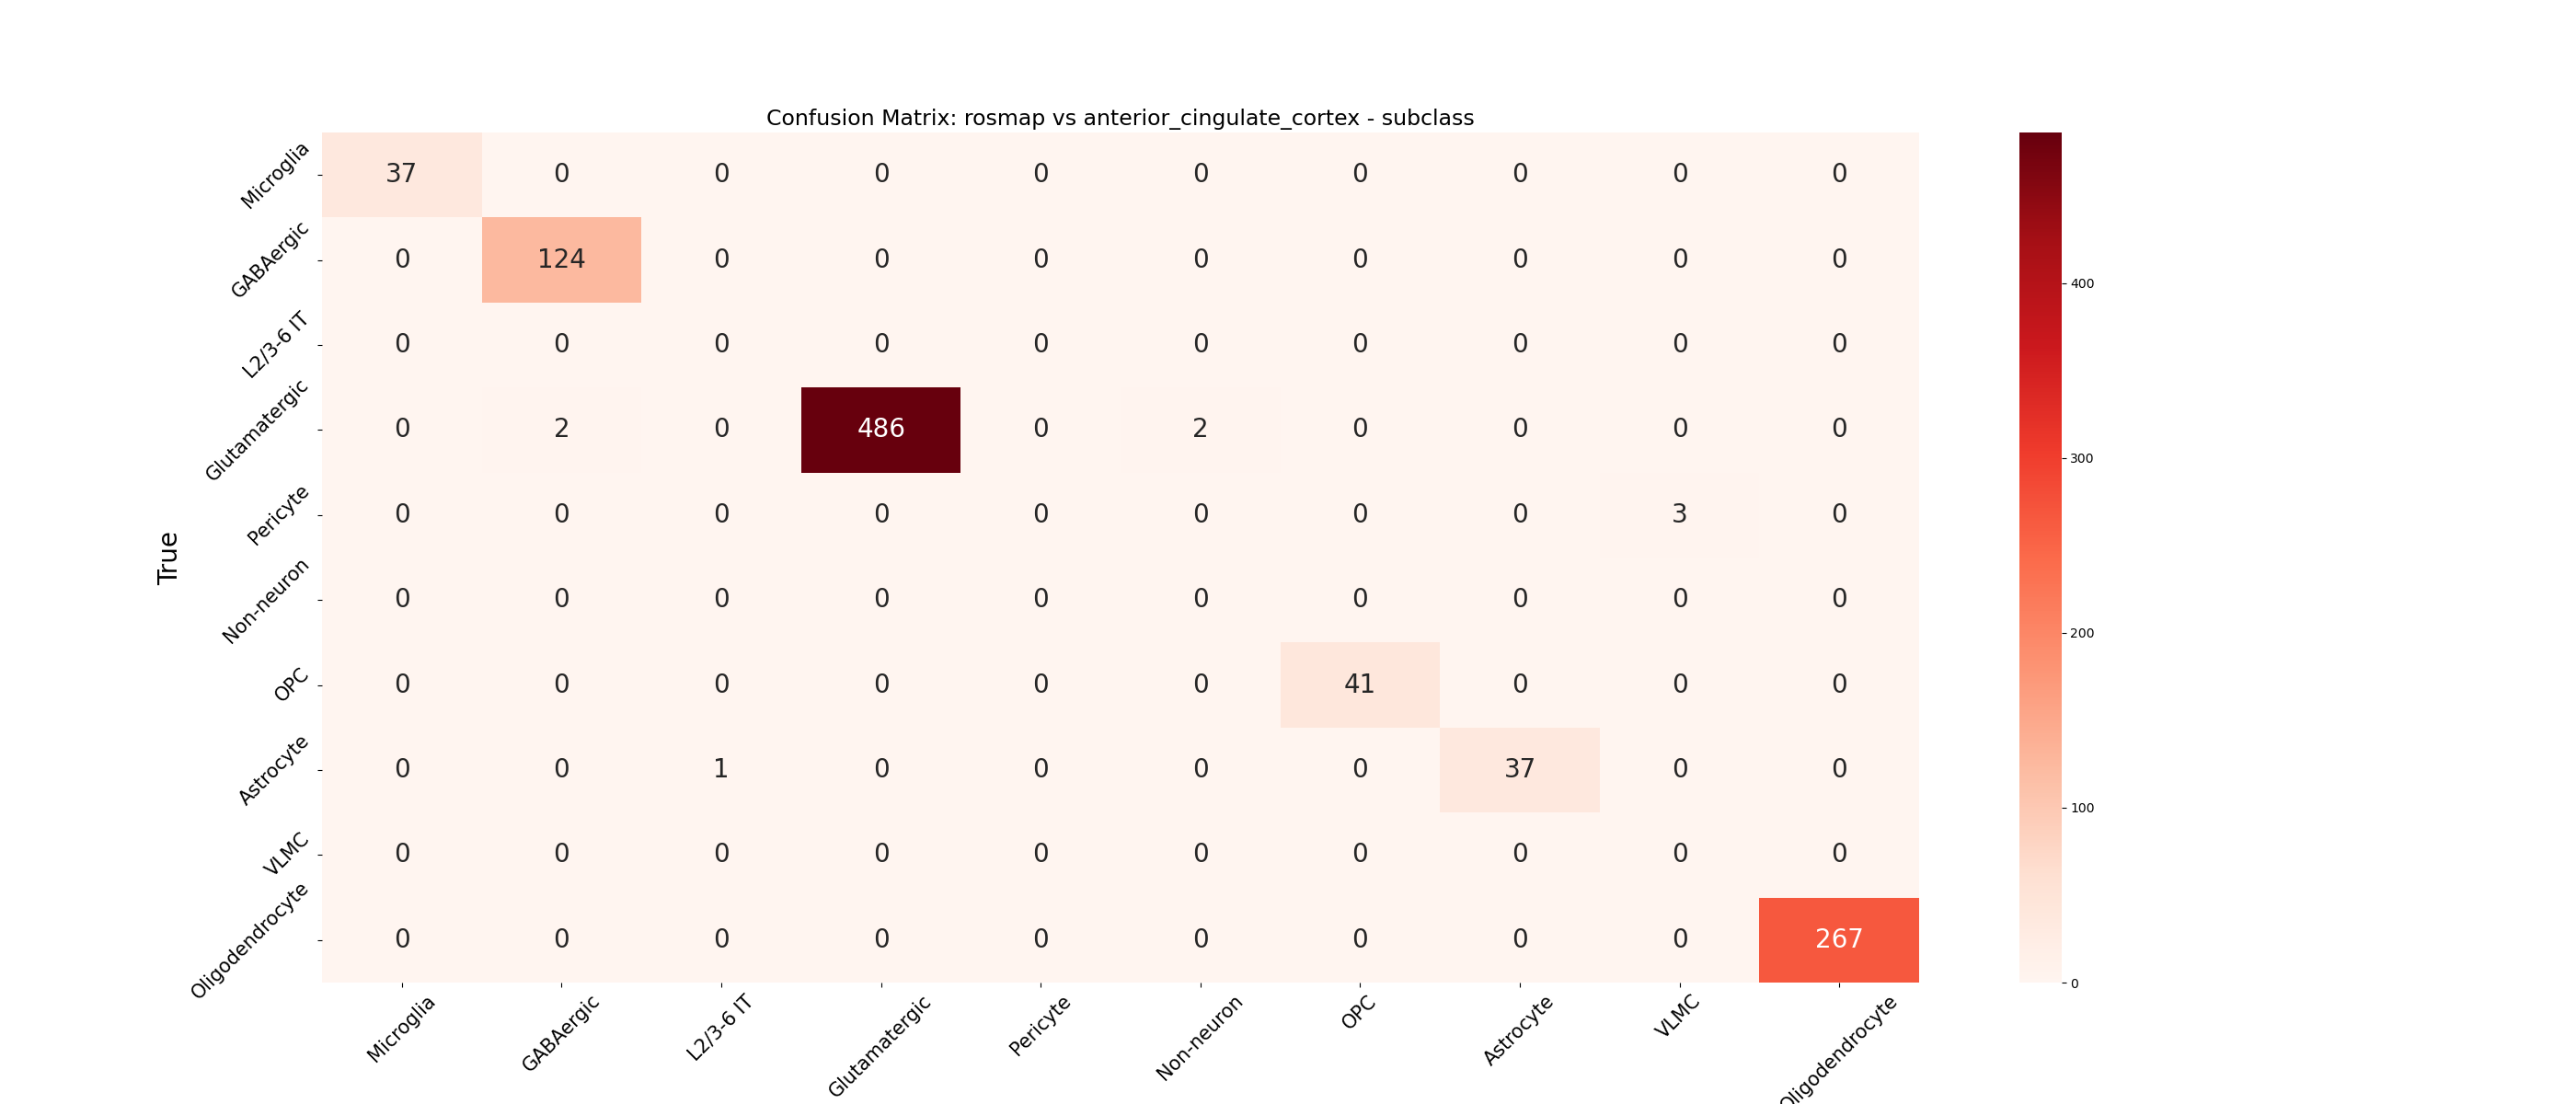 Confusion Matrix: rosmap vs anterior_cingulate_cortex - subclass
True
Microglia 37 0 0 0 0 0 0 0 0 0
GABAergic 0 124 0 0 0 0 0 0 0 0
L2/3-6 IT 0 0 0 0 0 0 0 0 0 0
Glutamatergic 0 2 0 486 0 2 0 0 0 0
Pericyte 0 0 0 0 0 0 0 0 3 0
Non-neuron 0 0 0 0 0 0 0 0 0 0
OPC 0 0 0 0 0 0 41 0 0 0
Astrocyte 0 0 1 0 0 0 0 37 0 0
VLMC 0 0 0 0 0 0 0 0 0 0
Oligodendrocyte 0 0 0 0 0 0 0 0 0 267
Microglia GABAergic L2/3-6 IT Glutamatergic Pericyte Non-neuron OPC Astrocyte VLMC Oligodendrocyte
400
300
200
100
0